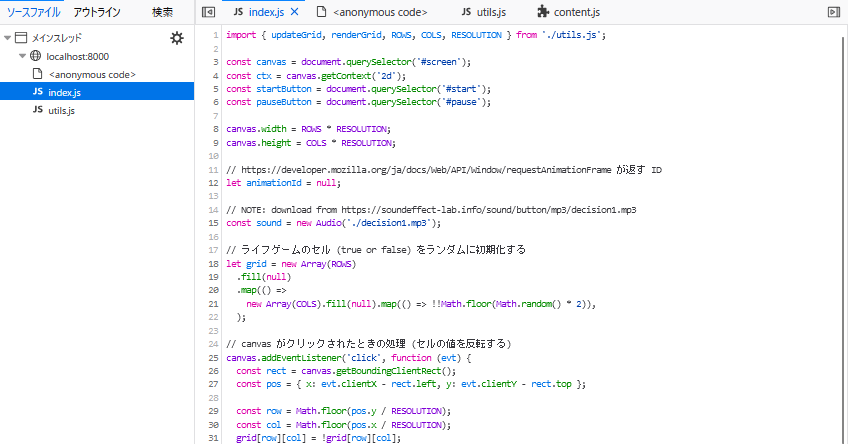 ソースファイル アウトライン 検索
index.js <anonymous code> utils.js content.js
メインスレッド
localhost:8000
<anonymous code>
index.js
utils.js
1 import { updateGrid, renderGrid, ROWS, COLS, RESOLUTION } from './utils.js';
2
3 const canvas = document.querySelector('#screen');
4 const ctx = canvas.getContext('2d');
5 const startButton = document.querySelector('#start');
6 const pauseButton = document.querySelector('#pause');
7
8 canvas.width = ROWS * RESOLUTION;
9 canvas.height = COLS * RESOLUTION;
10
11 // https://developer.mozilla.org/ja/docs/Web/API/Window/requestAnimationFrame が返す ID
12 let animationId = null;
13
14 // NOTE: download from https://soundeffect-lab.info/sound/button/mp3/decision1.mp3
15 const sound = new Audio('./decision1.mp3');
16
17 // ライフゲームのセル (true or false) をランダムに初期化する
18 let grid = new Array(ROWS)
19 .fill(null)
20 .map(() =>
21 new Array(COLS).fill(null).map(() => !!Math.floor(Math.random() * 2)),
22 );
23
24 // canvas がクリックされたときの処理 (セルの値を反転する)
25 canvas.addEventListener('click', function (evt) {
26 const rect = canvas.getBoundingClientRect();
27 const pos = { x: evt.clientX - rect.left, y: evt.clientY - rect.top };
28
29 const row = Math.floor(pos.y / RESOLUTION);
30 const col = Math.floor(pos.x / RESOLUTION);
31 grid[row][col] = !grid[row][col];